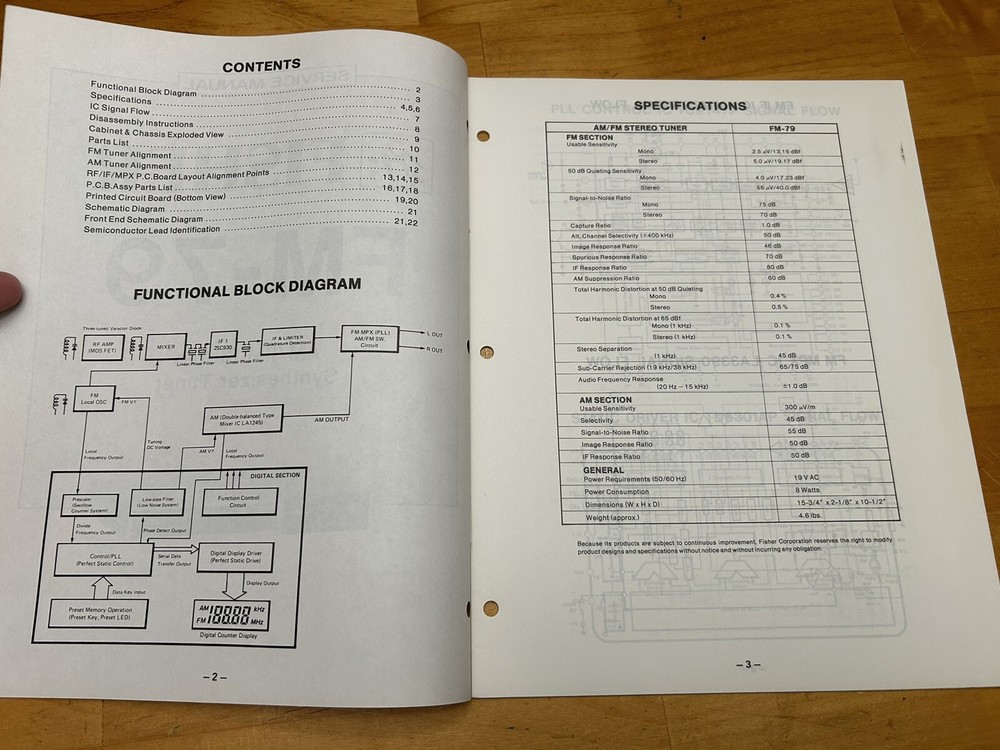 CONTENTS
Functional Block Diagram 2
Specifications 3
IC Signal Flow 4,5,6
Disassembly Instructions 7
Cabinet & Chassis Exploded View 8
Parts List 9
FM Tuner Alignment 10
AM Tuner Alignment 11
RF/IF/MPX P.C.Board Layout Alignment Points 12
P.C.B.Assy Parts List 13,14,15
Printed Circuit Board (Bottom View) 16,17,18
Schematic Diagram 19,20
Front End Schematic Diagram 21
Semiconductor Lead Identification 21,22
FUNCTIONAL BLOCK DIAGRAM
Three-tuned Varactor Diode
RF AMP
(MOS FET)
MIXER
IF 1
2SC930
IF & LIMITER
(Quadrature Detection)
FM MPX (PLL)
AM/FM SW.
Circuit
L OUT
R OUT
Linear Phase Filter
Linear Phase Filter
FM
Local OSC
FM VT
AM (Double-balanced Type
Mixer IC LA1245)
AM OUTPUT
Tuning
DC Voltage
AM VT
Local
Frequency Output
Local
Frequency Output
DIGITAL SECTION
Prescaler
Counter System)
Low-pass Filter
(Low Noise System)
Function Control
Circuit
Divide
Frequency Output
Phase Detect Output
Control/PLL
(Perfect Static Control)
Serial Data
Transfer Output
Digital Display Driver
(Perfect Static Drive)
Data Key Input
Display Output
Preset Memory Operation
(Preset Key, Preset LED)
AM kHz
FM MHz
Digital Counter Display
–2–
SPECIFICATIONS
AM/FM STEREO TUNER FM-79
FM SECTION
Usable Sensitivity
Mono 2.5 μV/13.15 dBf
Stereo 5.0 μV/19.17 dBf
50 dB Quieting Sensitivity
Mono 4.0 μV/17.23 dBf
Stereo 55 μV/40.0 dBf
Signal-to-Noise Ratio
Mono 75 dB
Stereo 70 dB
Capture Ratio 1.0 dB
Alt. Channel Selectivity (±400 kHz) 50 dB
Image Response Ratio 46 dB
Spurious Response Ratio 70 dB
IF Response Ratio 80 dB
AM Suppression Ratio 60 dB
Total Harmonic Distortion at 50 dB Quieting
Mono 0.4 %
Stereo 0.5 %
Total Harmonic Distortion at 65 dBf
Mono (1 kHz) 0.1 %
Stereo (1 kHz) 0.1 %
Stereo Separation
(1 kHz) 45 dB
Sub-Carrier Rejection (19 kHz/38 kHz) 65/75 dB
Audio Frequency Response
(20 Hz – 15 kHz) ±1.0 dB
AM SECTION
Usable Sensitivity 300 μV/m
Selectivity 45 dB
Signal-to-Noise Ratio 55 dB
Image Response Ratio 50 dB
IF Response Ratio 50 dB
GENERAL
Power Requirements (50/60 Hz) 19 V AC
Power Consumption 8 Watts
Dimensions (W x H x D) 15-3/4" x 2-1/8" x 10-1/2"
Weight (approx.) 4.6 lbs.
Because its products are subject to continuous improvement, Fisher Corporation reserves the right to modify
product designs and specifications without notice and without incurring any obligation.
–3–